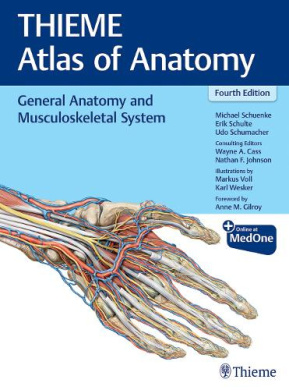 THIEME
Atlas of Anatomy
Fourth Edition
General Anatomy and
Musculoskeletal System
Michael Schuenke
Erik Schulte
Udo Schumacher
Consulting Editors
Wayne A. Cass
Nathan F. Johnson
Illustrations by
Markus Voll
Karl Wesker
Foreword by
Anne M. Gilroy
+ Online at
MedOne
Thieme